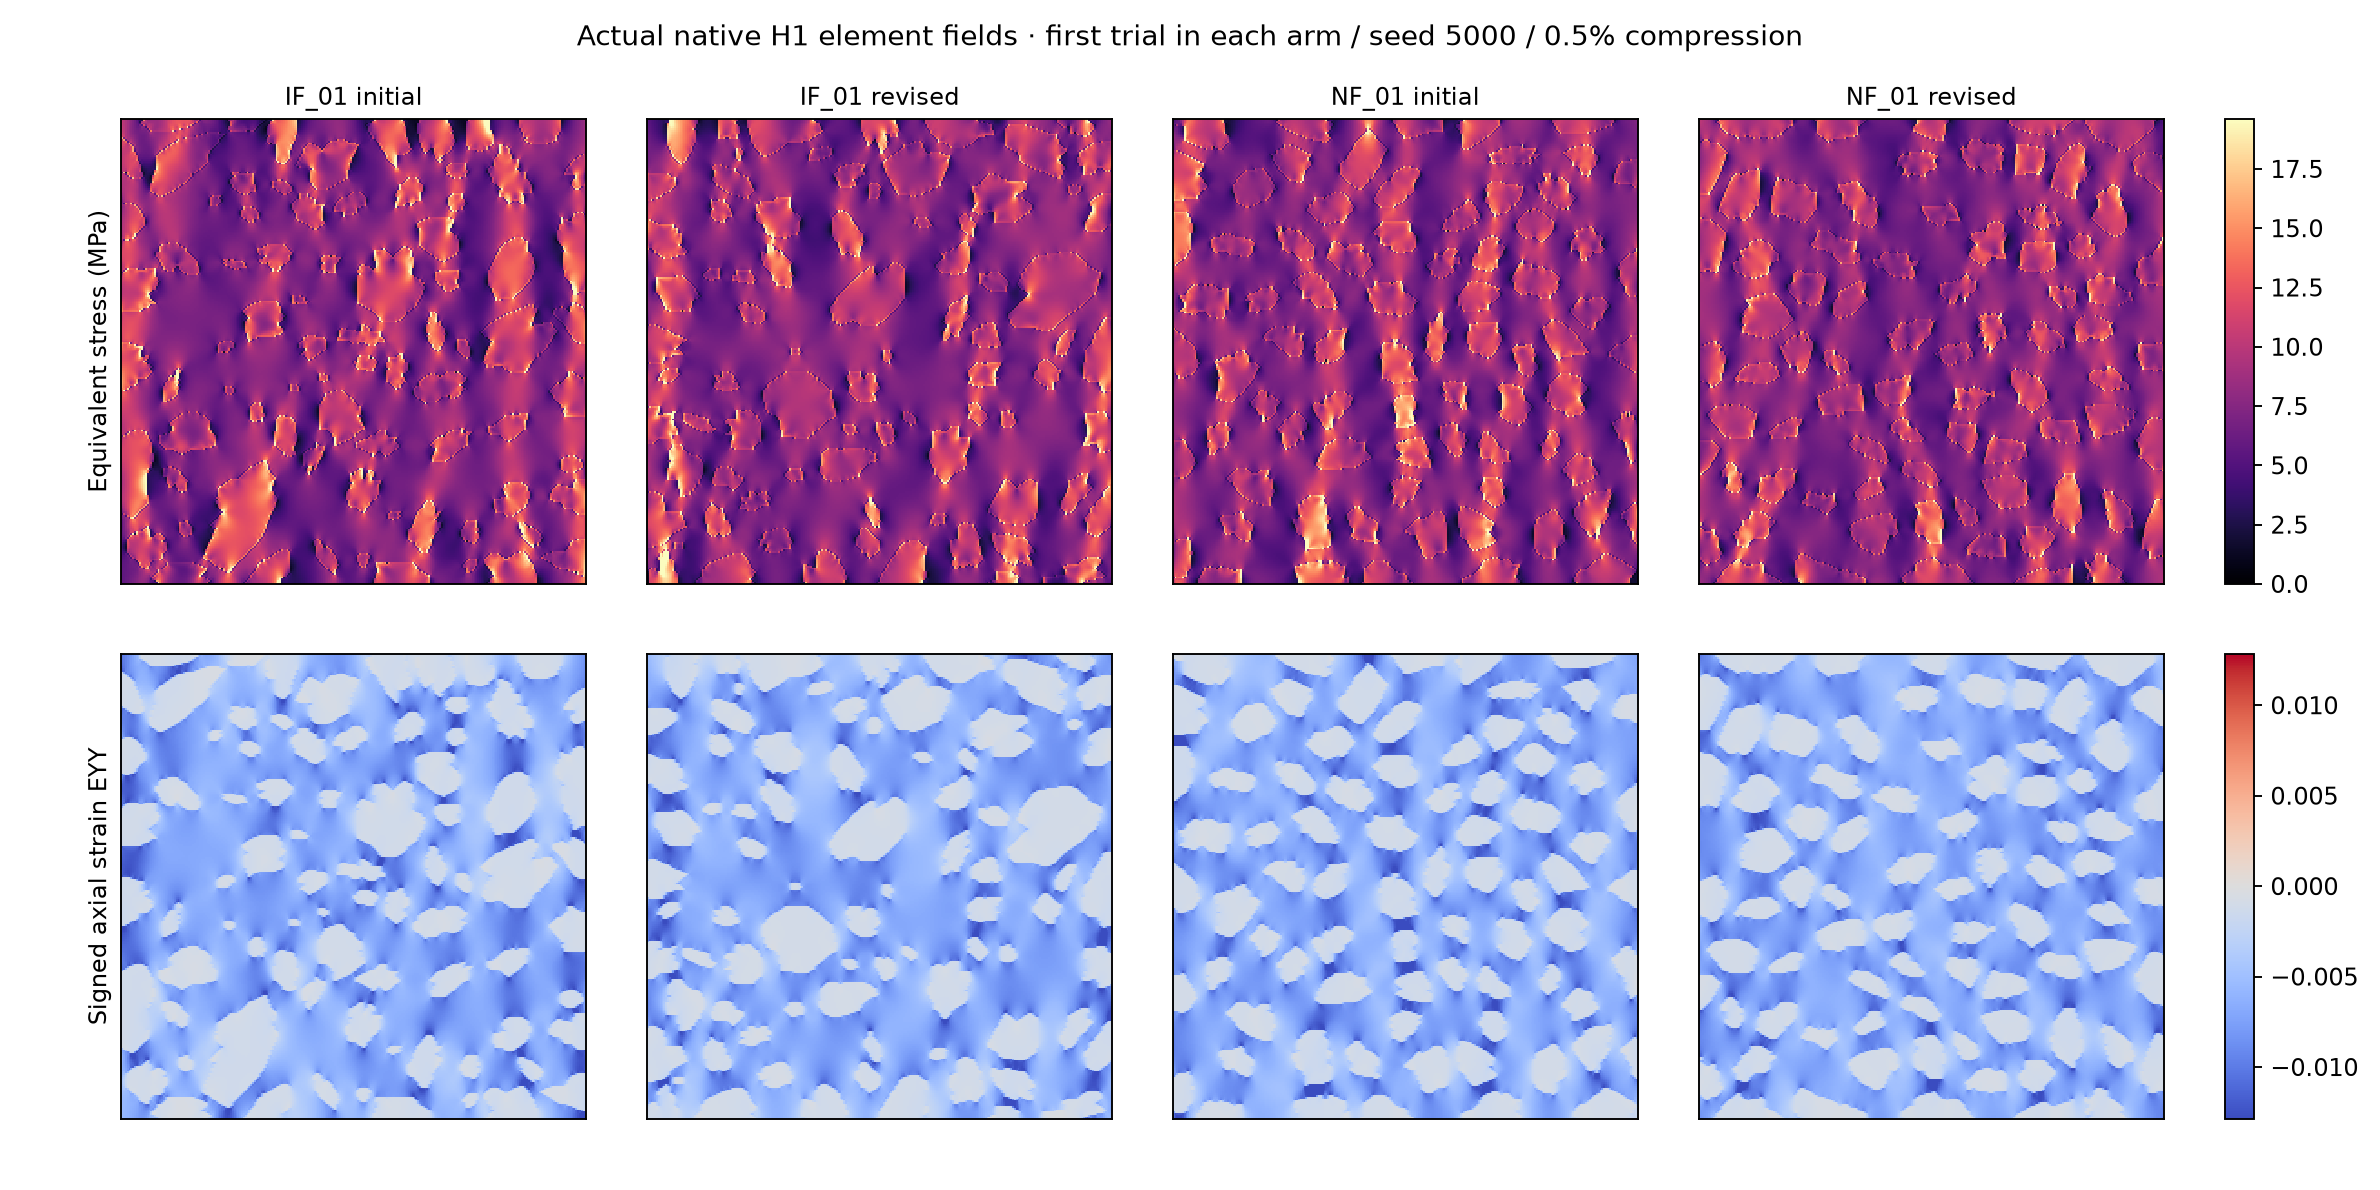 Actual native H1 element fields · first trial in each arm / seed 5000 / 0.5% compression
IF_01 initial
IF_01 revised
NF_01 initial
NF_01 revised
Equivalent stress (MPa)
17.5
15.0
12.5
10.0
7.5
5.0
2.5
0.0
Signed axial strain EYY
0.010
0.005
0.000
−0.005
−0.010